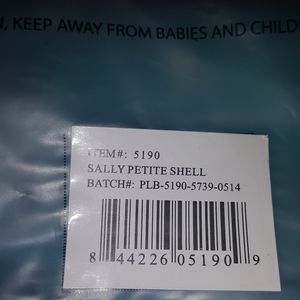 , KEEP AWAY FROM BABIES AND CHILD
ITEM#: 5190
SALLY PETITE SHELL
BATCH#: PLB-5190-5739-0514
8 44226 05190 9